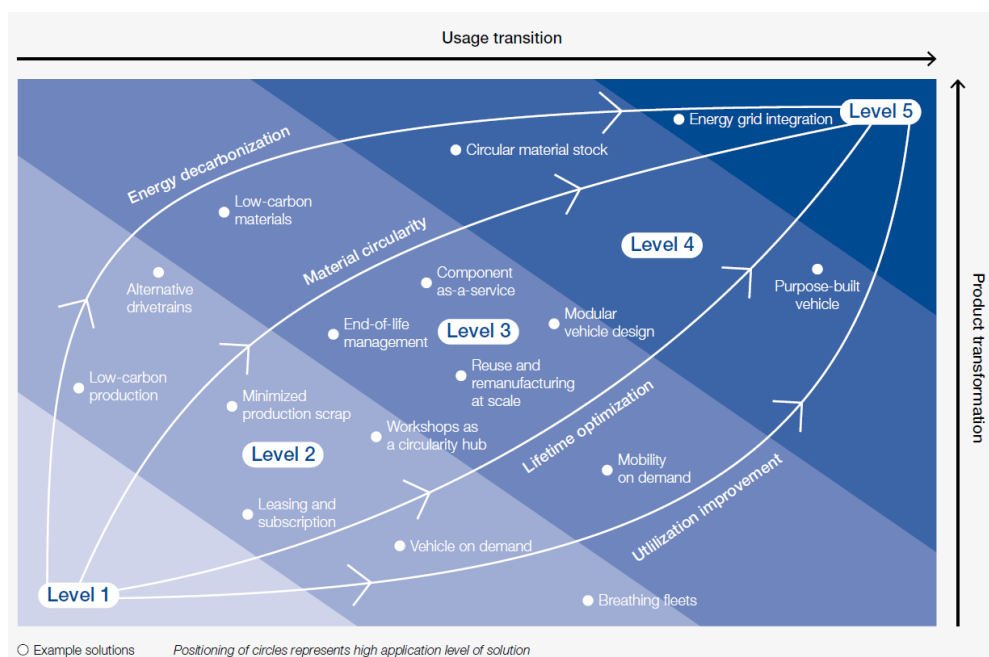 Usage transition
Level 5
Energy grid integration
Energy decarbonization
Circular material stock
Low-carbon
materials
Material circularity
Level 4
Alternative
drivetrains
Component
as-a-service
Purpose-built
vehicle
Product transformation
End-of-life
management
Level 3
Modular
vehicle design
Low-carbon
production
Reuse and
remanufacturing
at scale
Minimized
production scrap
Workshops as
a circularity hub
Lifetime optimization
Level 2
Mobility
on demand
Leasing and
subscription
Utlilization improvement
Vehicle on demand
Level 1
Breathing fleets
Example solutions
Positioning of circles represents high application level of solution